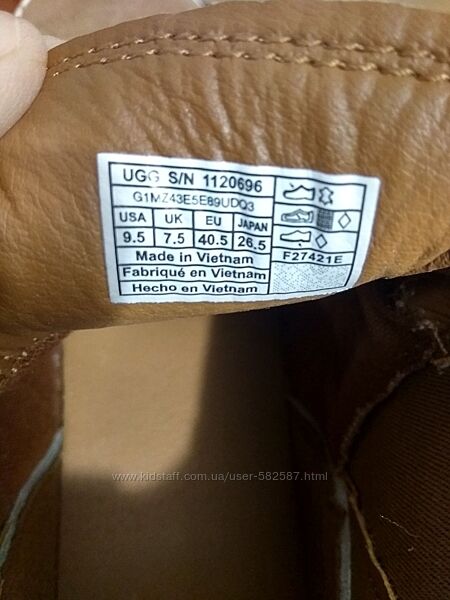 UGG S/N 1120696
G1MZ43E5E89UDQ3
USA UK EU JAPAN
9.5 7.5 40.5 26.5
Made in Vietnam
Fabriqué en Vietnam
Hecho en Vietnam
F27421E
www.kidstaff.com.ua/user-582587.html